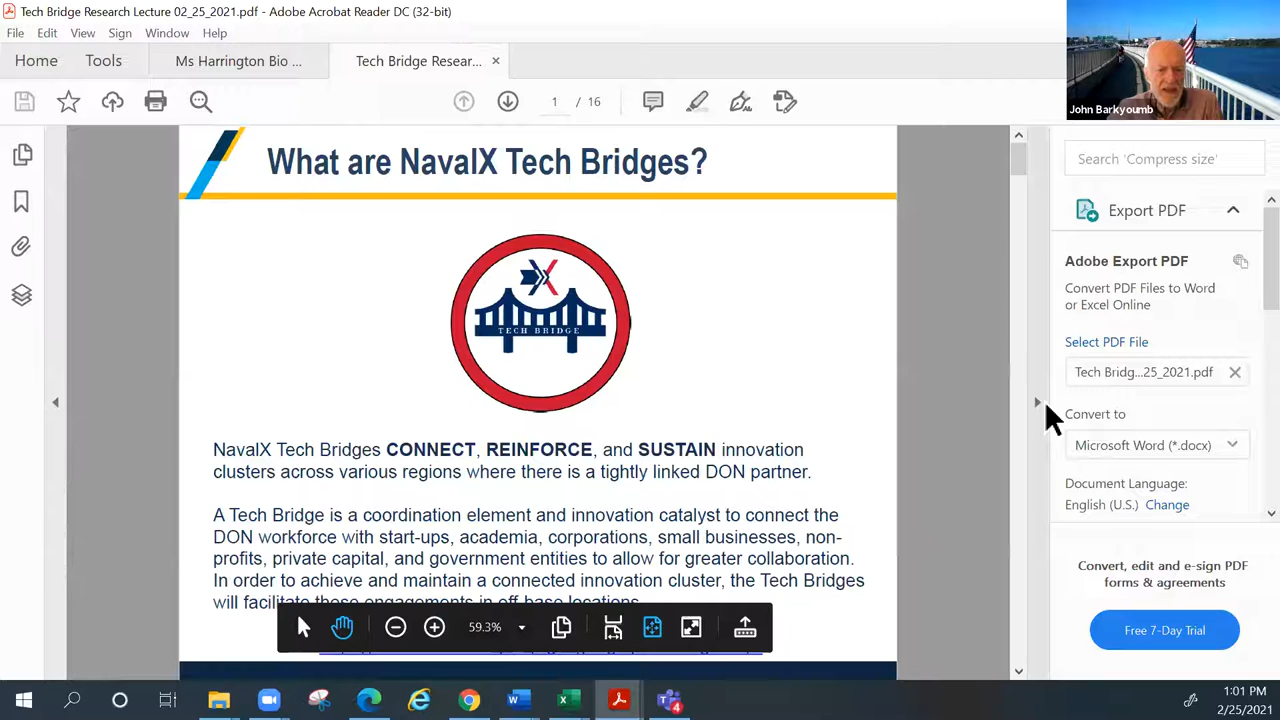 Tech Bridge Research Lecture 02_25_2021.pdf - Adobe Acrobat Reader DC (32-bit)
File Edit View Sign Window Help
Home Tools Ms Harrington Bio ... Tech Bridge Resear...
1 / 16
John Barkyoumb
What are NavalX Tech Bridges?
TECH BRIDGE
NavalX Tech Bridges CONNECT, REINFORCE, and SUSTAIN innovation
clusters across various regions where there is a tightly linked DON partner.
A Tech Bridge is a coordination element and innovation catalyst to connect the
DON workforce with start-ups, academia, corporations, small businesses, non-
profits, private capital, and government entities to allow for greater collaboration.
In order to achieve and maintain a connected innovation cluster, the Tech Bridges
will facilitate these engagements in off-base locations.
59.3%
Search 'Compress size'
Export PDF
Adobe Export PDF
Convert PDF Files to Word
or Excel Online
Select PDF File
Tech Bridg...25_2021.pdf
Convert to
Microsoft Word (*.docx)
Document Language:
English (U.S.) Change
Convert, edit and e-sign PDF
forms & agreements
Free 7-Day Trial
4
1:01 PM
2/25/2021